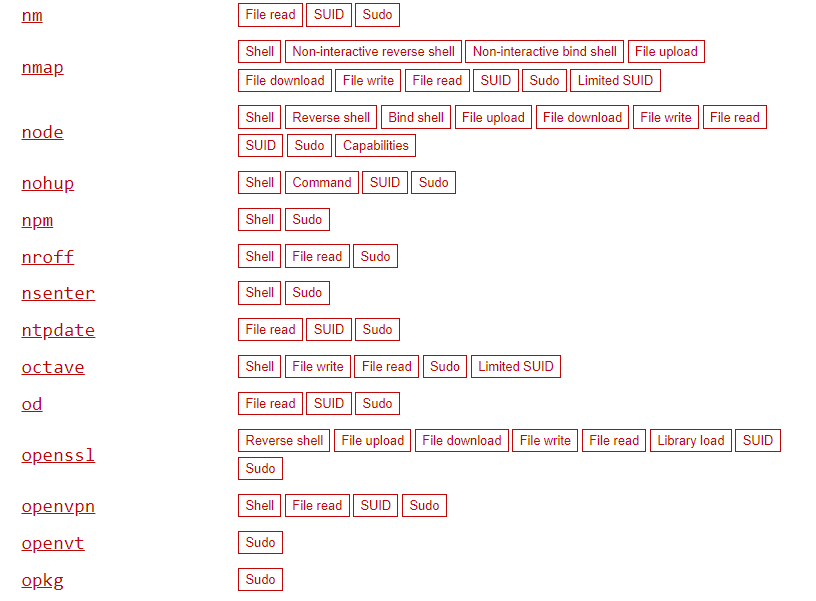 nm File read SUID Sudo
nmap Shell Non-interactive reverse shell Non-interactive bind shell File upload
File download File write File read SUID Sudo Limited SUID
node Shell Reverse shell Bind shell File upload File download File write File read
SUID Sudo Capabilities
nohup Shell Command SUID Sudo
npm Shell Sudo
nroff Shell File read Sudo
nsenter Shell Sudo
ntpdate File read SUID Sudo
octave Shell File write File read Sudo Limited SUID
od File read SUID Sudo
openssl Reverse shell File upload File download File write File read Library load SUID
Sudo
openvpn Shell File read SUID Sudo
openvt Sudo
opkg Sudo